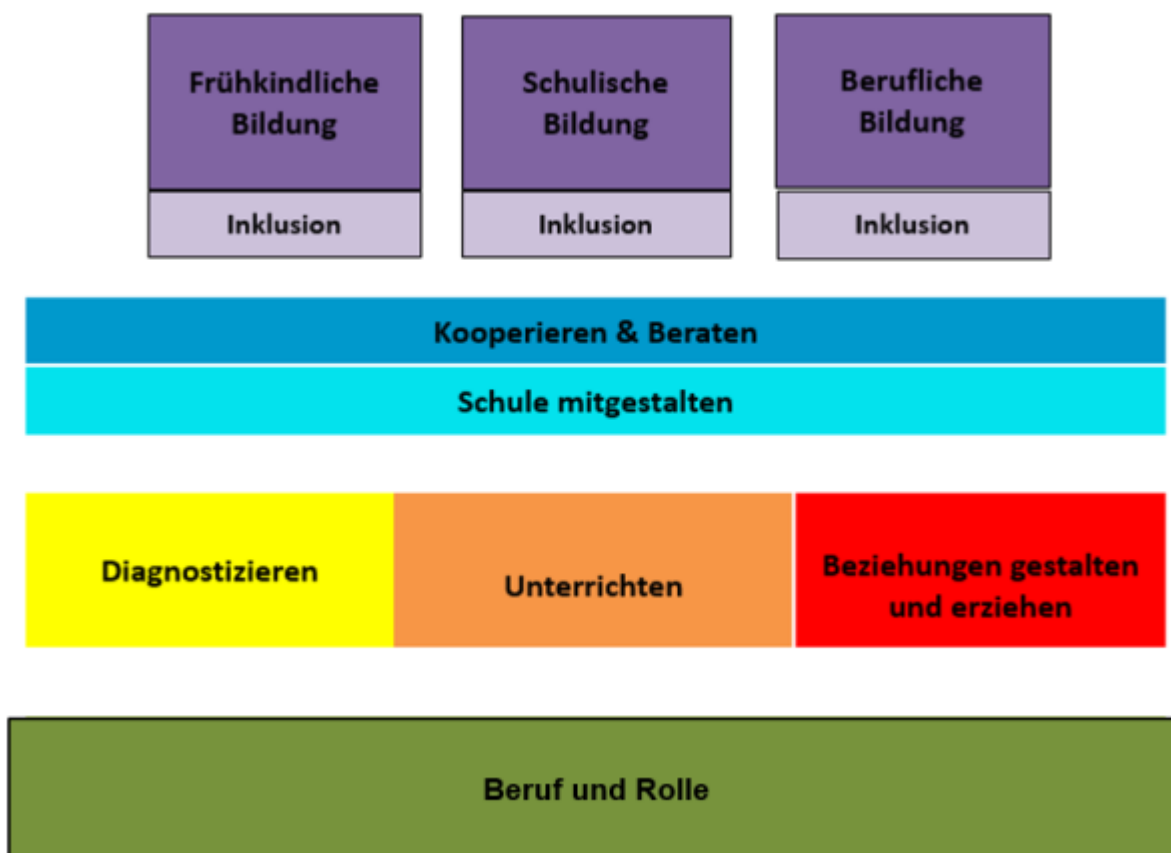 Frühkindliche
Bildung
Schulische
Bildung
Berufliche
Bildung
Inklusion
Inklusion
Inklusion
Kooperieren & Beraten
Schule mitgestalten
Diagnostizieren
Unterrichten
Beziehungen gestalten
und erziehen
Beruf und Rolle